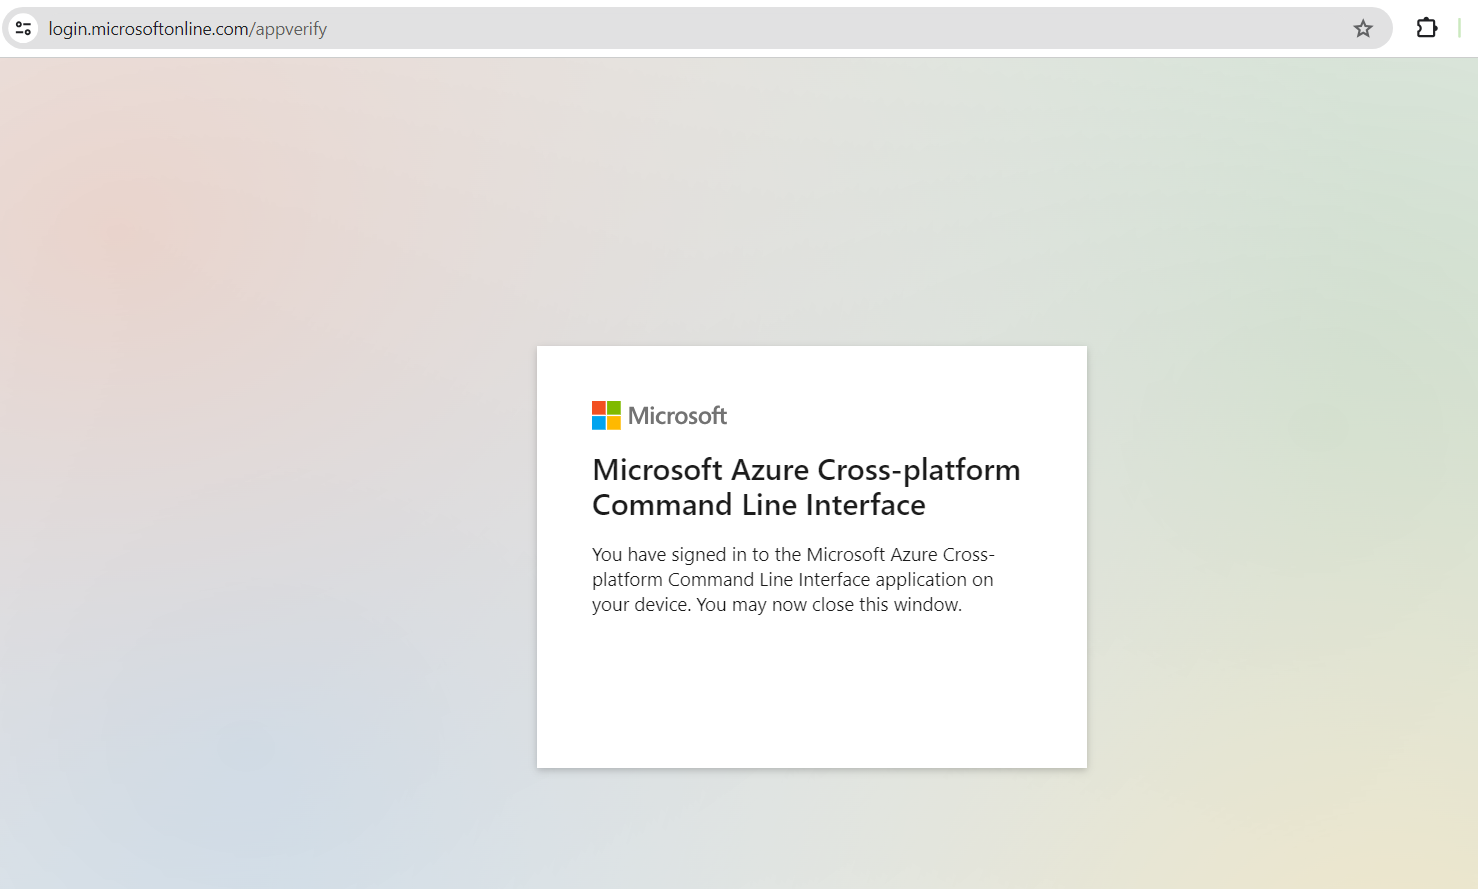 login.microsoftonline.com/appverify
Microsoft
Microsoft Azure Cross-platform
Command Line Interface
You have signed in to the Microsoft Azure Cross-
platform Command Line Interface application on
your device. You may now close this window.